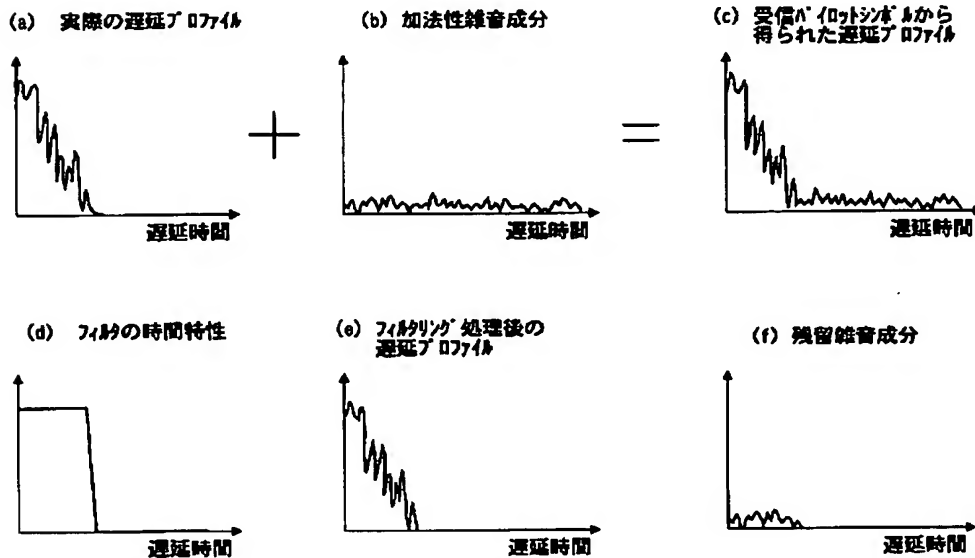 (a) 実際の遅延プロファイル
(b) 加法性雑音成分
(c) 受信パイロットシンボルから
得られた遅延プロファイル
+
=
遅延時間
遅延時間
遅延時間
(d) フィルタの時間特性
(e) フィルタリング処理後の
遅延プロファイル
(f) 残留雑音成分
遅延時間
遅延時間
遅延時間